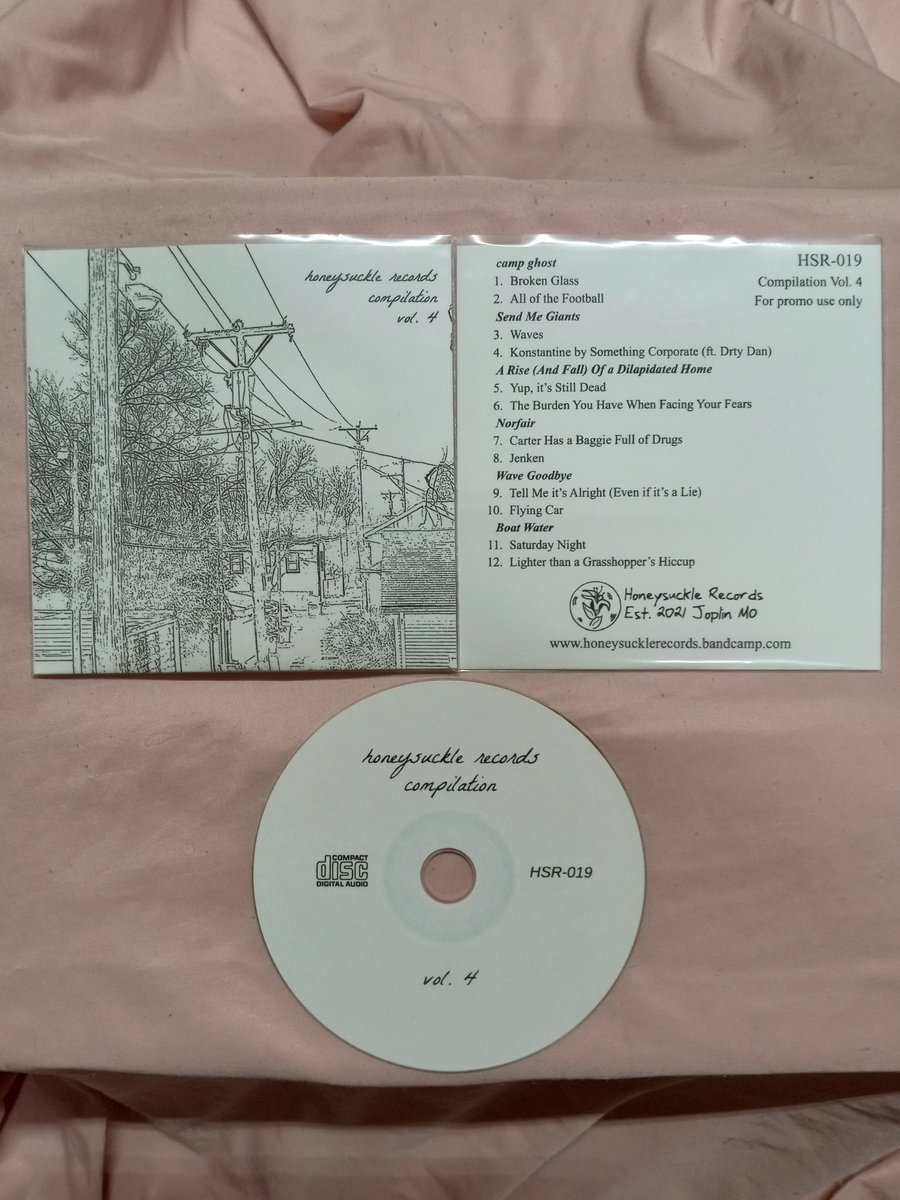 honeysuckle records
compilation
vol. 4
camp ghost
1. Broken Glass
2. All of the Football
Send Me Giants
3. Waves
4. Konstantine by Something Corporate (ft. Drty Dan)
A Rise (And Fall) Of a Dilapidated Home
5. Yup, it's Still Dead
6. The Burden You Have When Facing Your Fears
Norfair
7. Carter Has a Baggie Full of Drugs
8. Jenken
Wave Goodbye
9. Tell Me it's Alright (Even if it's a Lie)
10. Flying Car
Boat Water
11. Saturday Night
12. Lighter than a Grasshopper's Hiccup
HSR-019
Compilation Vol. 4
For promo use only
Honeysuckle Records
Est. 2021 Joplin MO
www.honeysucklerecords.bandcamp.com
honeysuckle records
compilation
COMPACT
disc
DIGITAL AUDIO
HSR-019
vol. 4